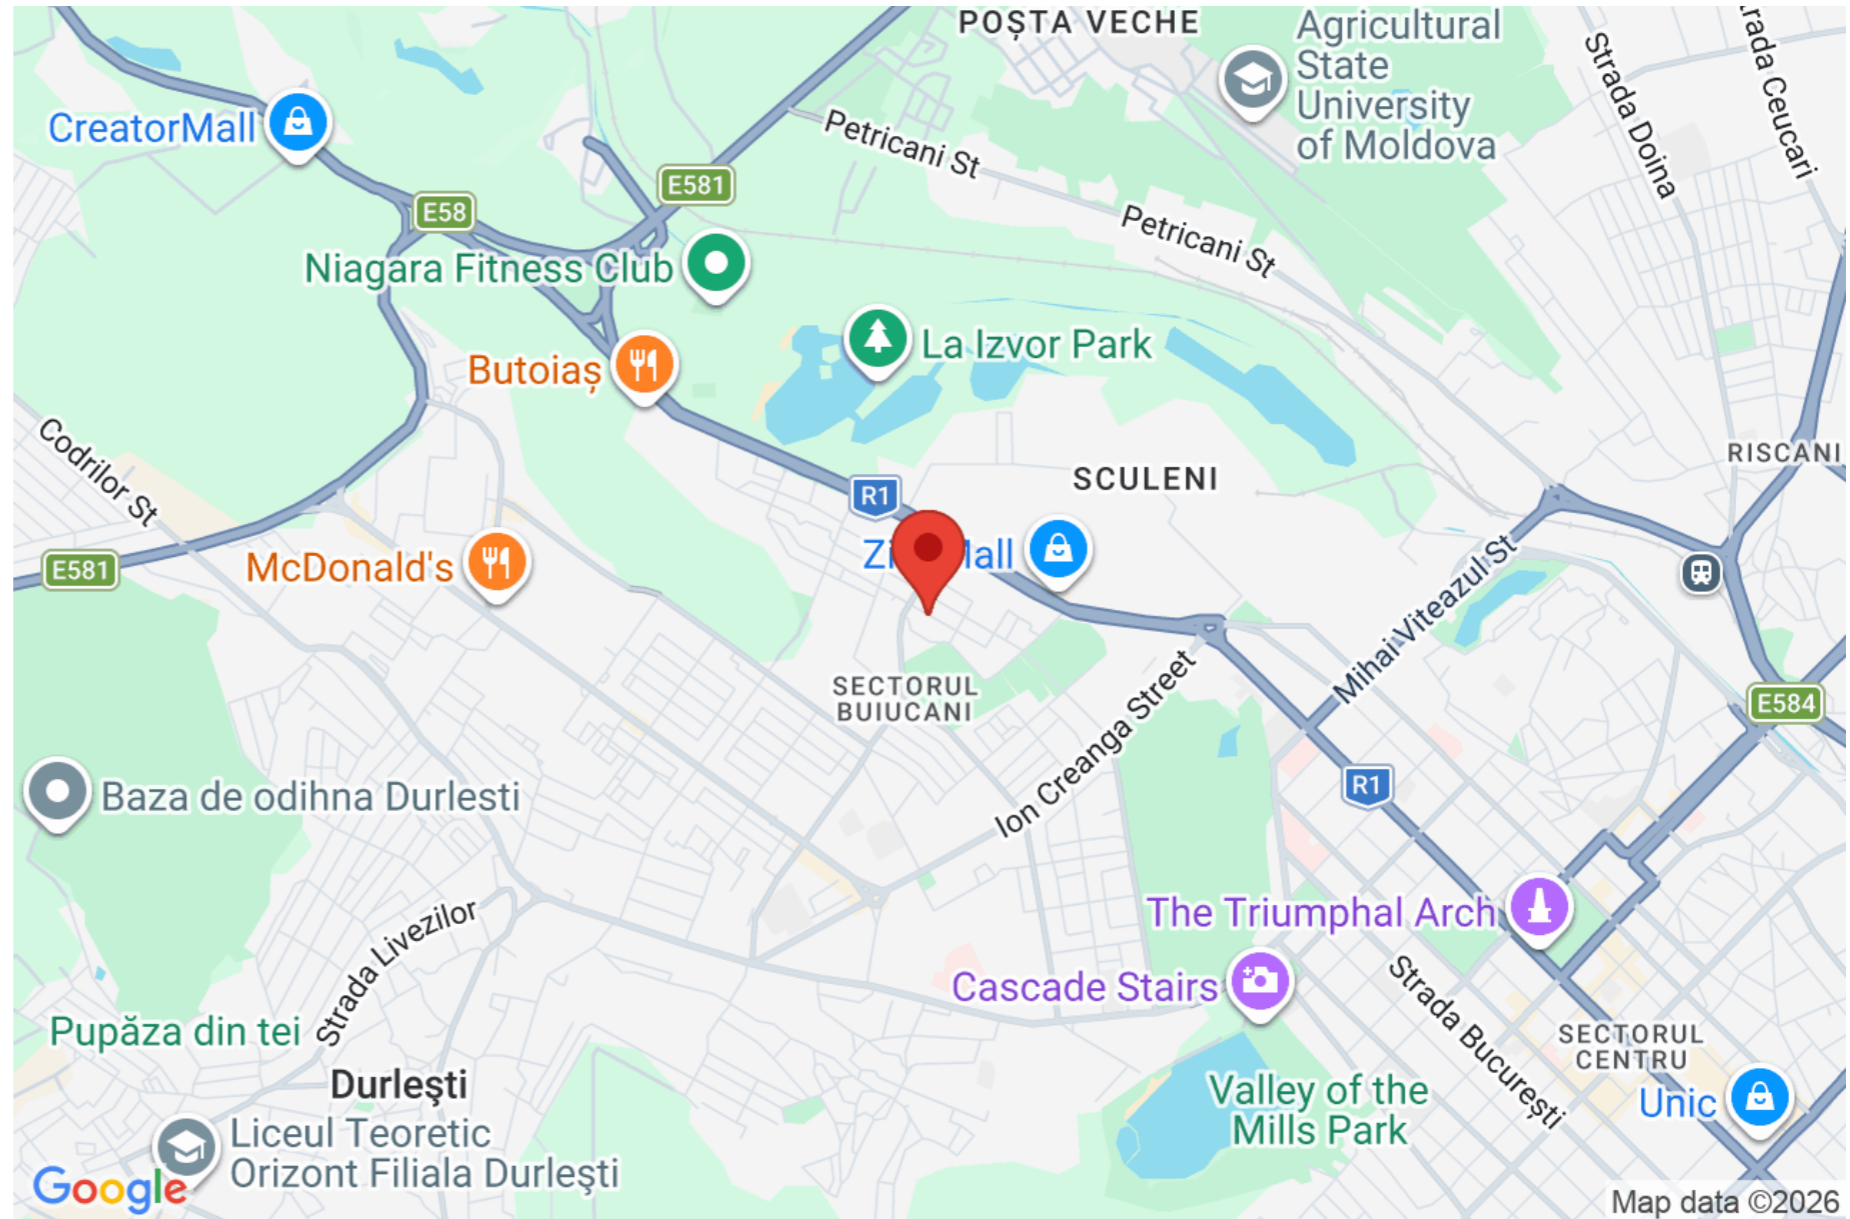 POȘTA VECHE
Agricultural
State
University
of Moldova
Strada Doina
Strada Ceucari
CreatorMall
Petricani St
E581
E58
Petricani St
Niagara Fitness Club
La Izvor Park
Butoiaș
Codrilor St
RISCANI
SCULENI
R1
McDonald's
E581
Mihai Viteazul St
SECTORUL
BUIUCANI
Ion Creanga Street
E584
R1
Baza de odihna Durlesti
Strada Livezilor
The Triumphal Arch
Cascade Stairs
Strada București
Pupăza din tei
SECTORUL
CENTRU
Durleşti
Valley of the
Mills Park
Unic
Liceul Teoretic
Orizont Filiala Durleşti
Google
Map data ©2026